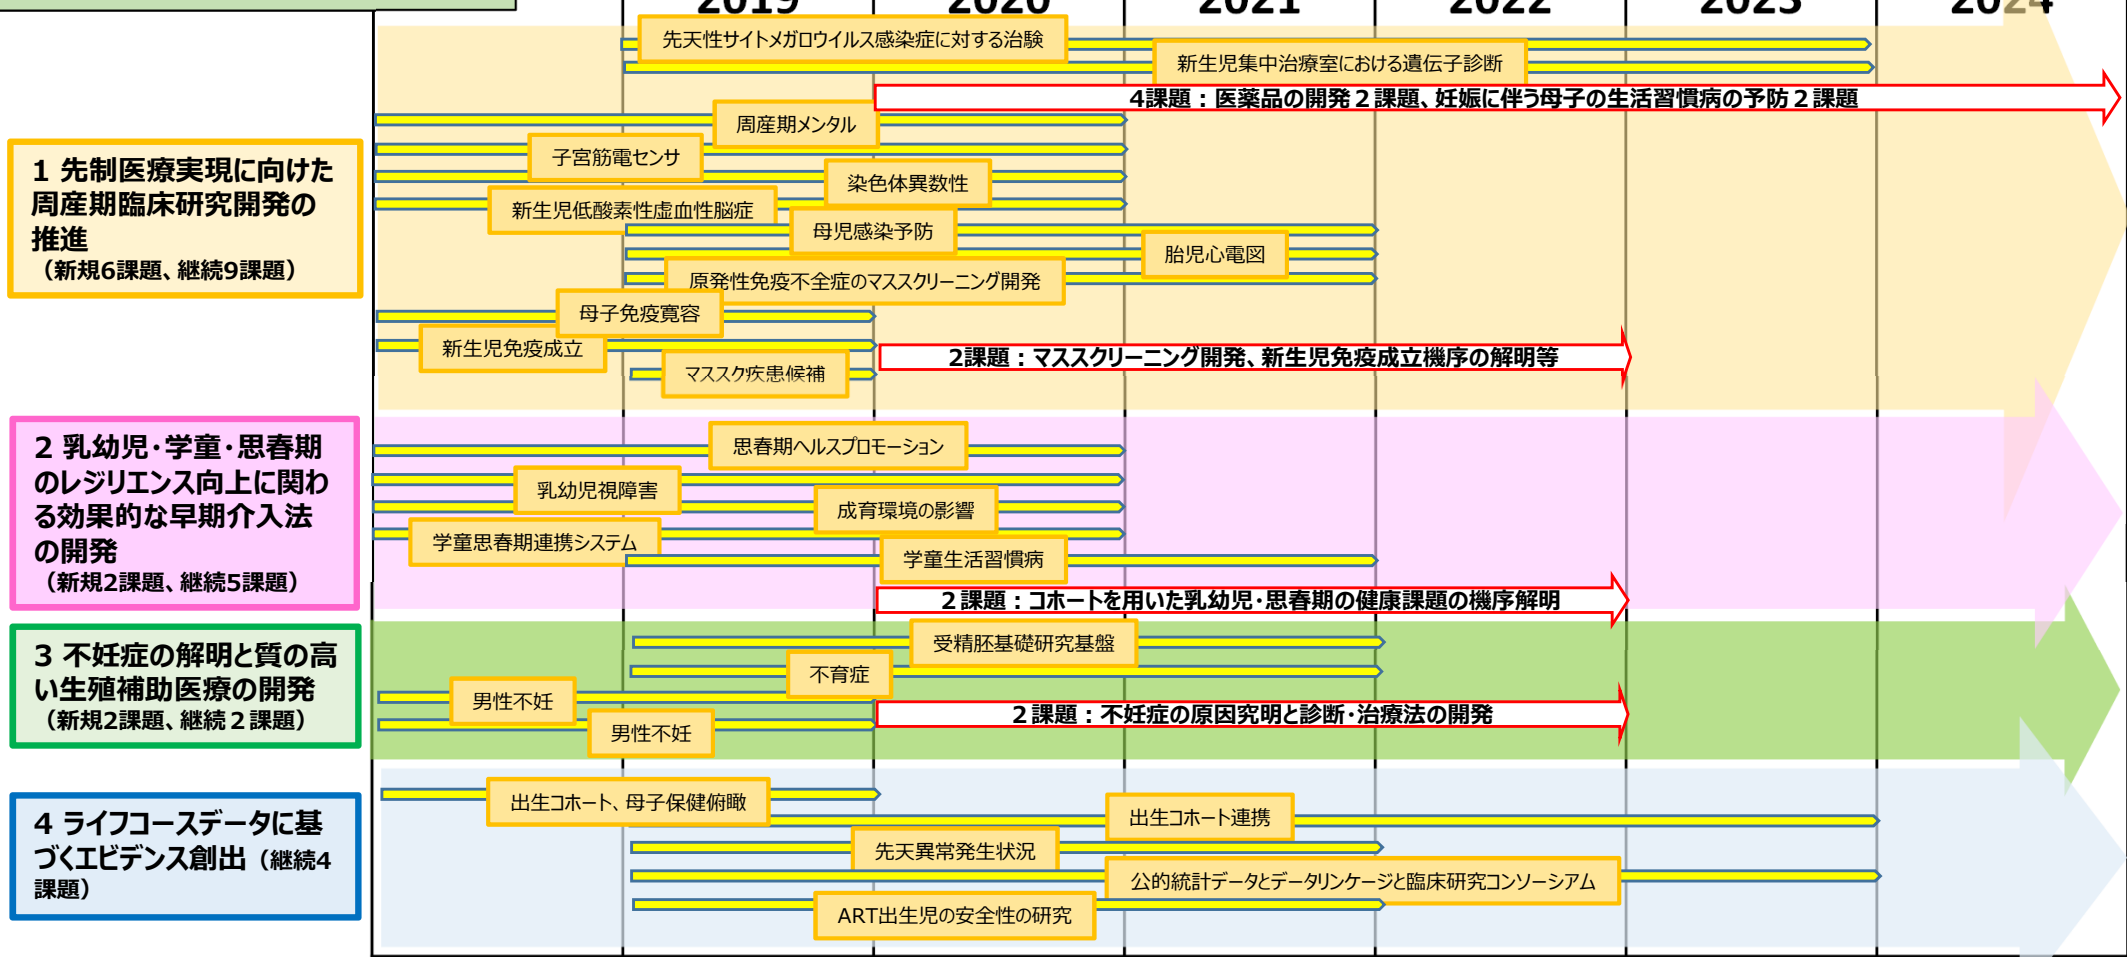 2019 2020 2021 2022 2023 2024
先天性サイトメガロウイルス感染症に対する治験
新生児集中治療室における遺伝子診断
4課題：医薬品の開発２課題、妊娠に伴う母子の生活習慣病の予防２課題
周産期メンタル
子宮筋電センサ
染色体異数性
新生児低酸素性虚血性脳症
母児感染予防
胎児心電図
原発性免疫不全症のマススクリーニング開発
母子免疫寛容
新生児免疫成立
2課題：マススクリーニング開発、新生児免疫成立機序の解明等
マススク疾患候補
1 先制医療実現に向けた
周産期臨床研究開発の
推進
（新規6課題、継続9課題）
思春期ヘルスプロモーション
乳幼児視障害
成育環境の影響
学童思春期連携システム
学童生活習慣病
２課題：コホートを用いた乳幼児・思春期の健康課題の機序解明
2 乳幼児・学童・思春期
のレジリエンス向上に関わ
る効果的な早期介入法
の開発
（新規2課題、継続5課題）
受精胚基礎研究基盤
不育症
男性不妊
２課題：不妊症の原因究明と診断・治療法の開発
男性不妊
3 不妊症の解明と質の高
い生殖補助医療の開発
（新規2課題、継続２課題）
出生コホート、母子保健俯瞰
出生コホート連携
先天異常発生状況
公的統計データとデータリンケージと臨床研究コンソーシアム
ART出生児の安全性の研究
4 ライフコースデータに基
づくエビデンス創出（継続4
課題）